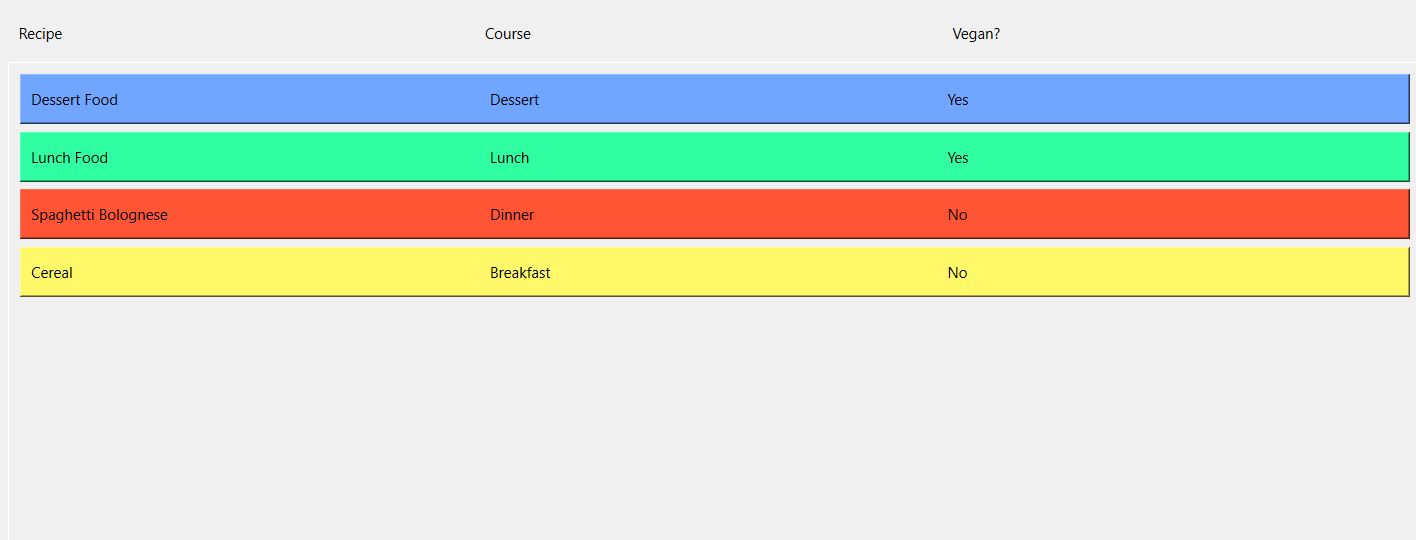 Recipe Course Vegan?
Dessert Food Dessert Yes
Lunch Food Lunch Yes
Spaghetti Bolognese Dinner No
Cereal Breakfast No